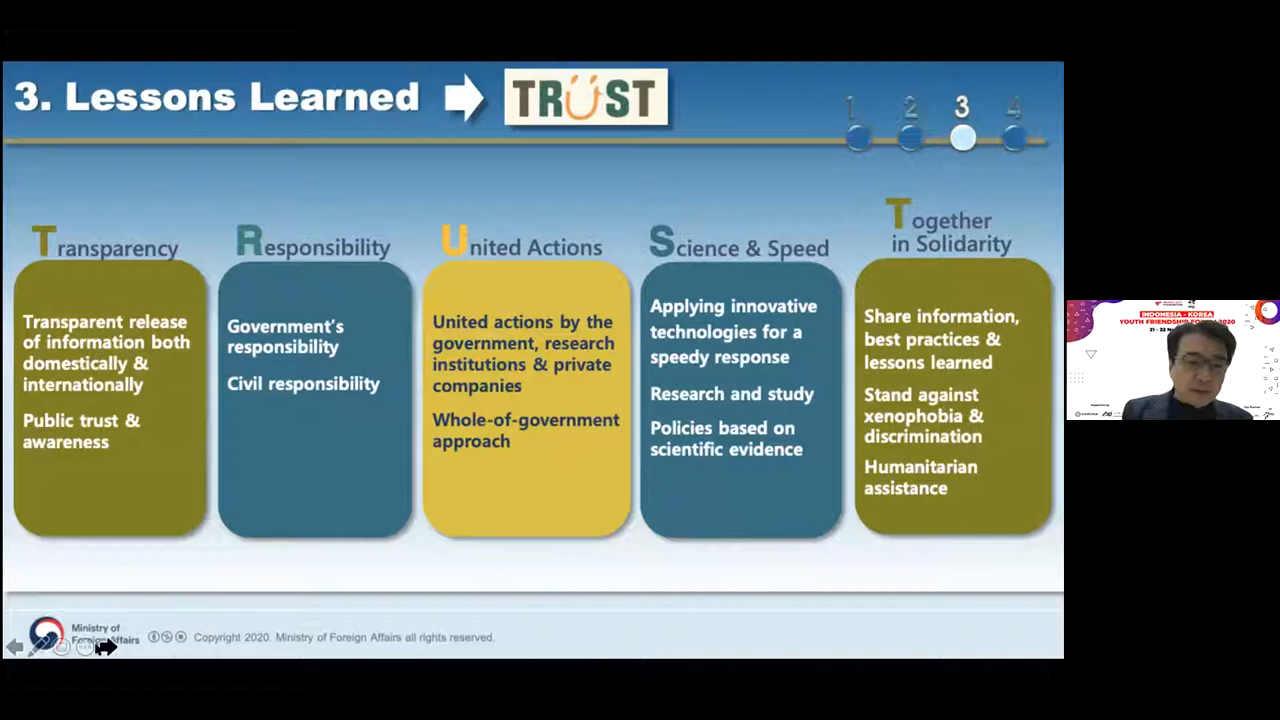 3. Lessons Learned
TRUST
1 2 3 4
Transparency
Transparent release
of information both
domestically &
internationally
Public trust &
awareness
Responsibility
Government's
responsibility
Civil responsibility
United Actions
United actions by the
government, research
institutions & private
companies
Whole-of-government
approach
Science & Speed
Applying innovative
technologies for a
speedy response
Research and study
Policies based on
scientific evidence
Together
in Solidarity
Share information,
best practices &
lessons learned
Stand against
xenophobia &
discrimination
Humanitarian
assistance
Ministry of
Foreign Affairs
Copyright 2020. Ministry of Foreign Affairs all rights reserved.
INDONESIA - KOREA
YOUTH FRIENDSHIP 2020